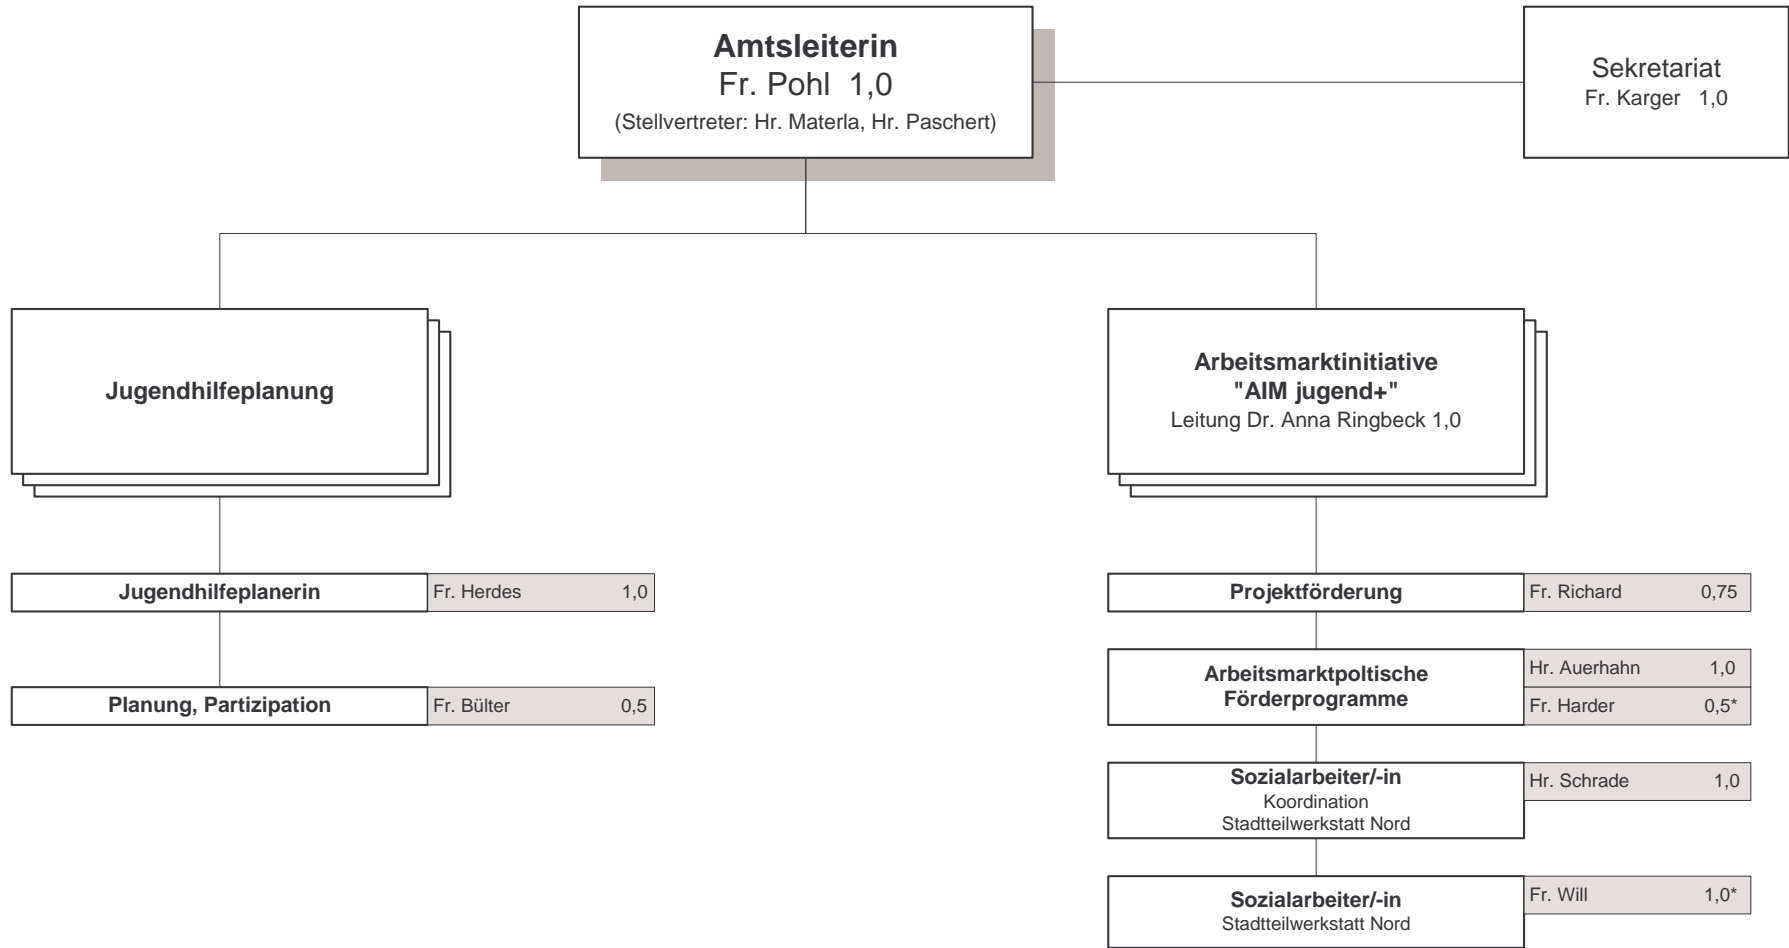 Amtsleiterin
Fr. Pohl 1,0
(Stellvertreter: Hr. Materla, Hr. Paschert)
Sekretariat
Fr. Karger 1,0
Jugendhilfeplanung
Jugendhilfeplanerin Fr. Herdes 1,0
Planung, Partizipation Fr. Bülter 0,5
Arbeitsmarktinitiative
"AIM jugend+"
Leitung Dr. Anna Ringbeck 1,0
Projektförderung Fr. Richard 0,75
Arbeitsmarktpoltische
Förderprogramme
Hr. Auerhahn 1,0
Fr. Harder 0,5*
Sozialarbeiter/-in
Koordination
Stadtteilwerkstatt Nord
Hr. Schrade 1,0
Sozialarbeiter/-in
Stadtteilwerkstatt Nord
Fr. Will 1,0*